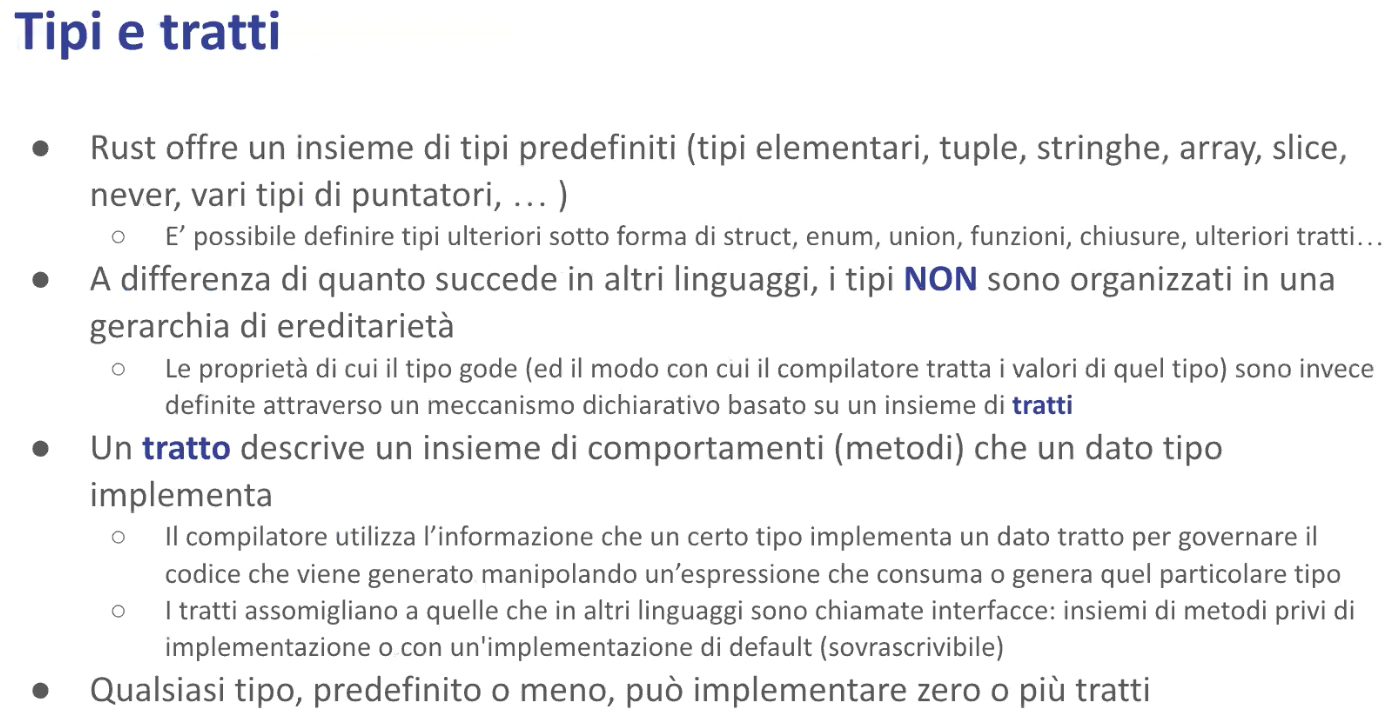 Tipi e tratti
● Rust offre un insieme di tipi predefiniti (tipi elementari, tuple, stringhe, array, slice,
never, vari tipi di puntatori, … )
○ E’ possibile definire tipi ulteriori sotto forma di struct, enum, union, funzioni, chiusure, ulteriori tratti…
● A differenza di quanto succede in altri linguaggi, i tipi NON sono organizzati in una
gerarchia di ereditarietà
○ Le proprietà di cui il tipo gode (ed il modo con cui il compilatore tratta i valori di quel tipo) sono invece
definite attraverso un meccanismo dichiarativo basato su un insieme di tratti
● Un tratto descrive un insieme di comportamenti (metodi) che un dato tipo
implementa
○ Il compilatore utilizza l’informazione che un certo tipo implementa un dato tratto per governare il
codice che viene generato manipolando un’espressione che consuma o genera quel particolare tipo
○ I tratti assomigliano a quelle che in altri linguaggi sono chiamate interfacce: insiemi di metodi privi di
implementazione o con un'implementazione di default (sovrascrivibile)
● Qualsiasi tipo, predefinito o meno, può implementare zero o più tratti